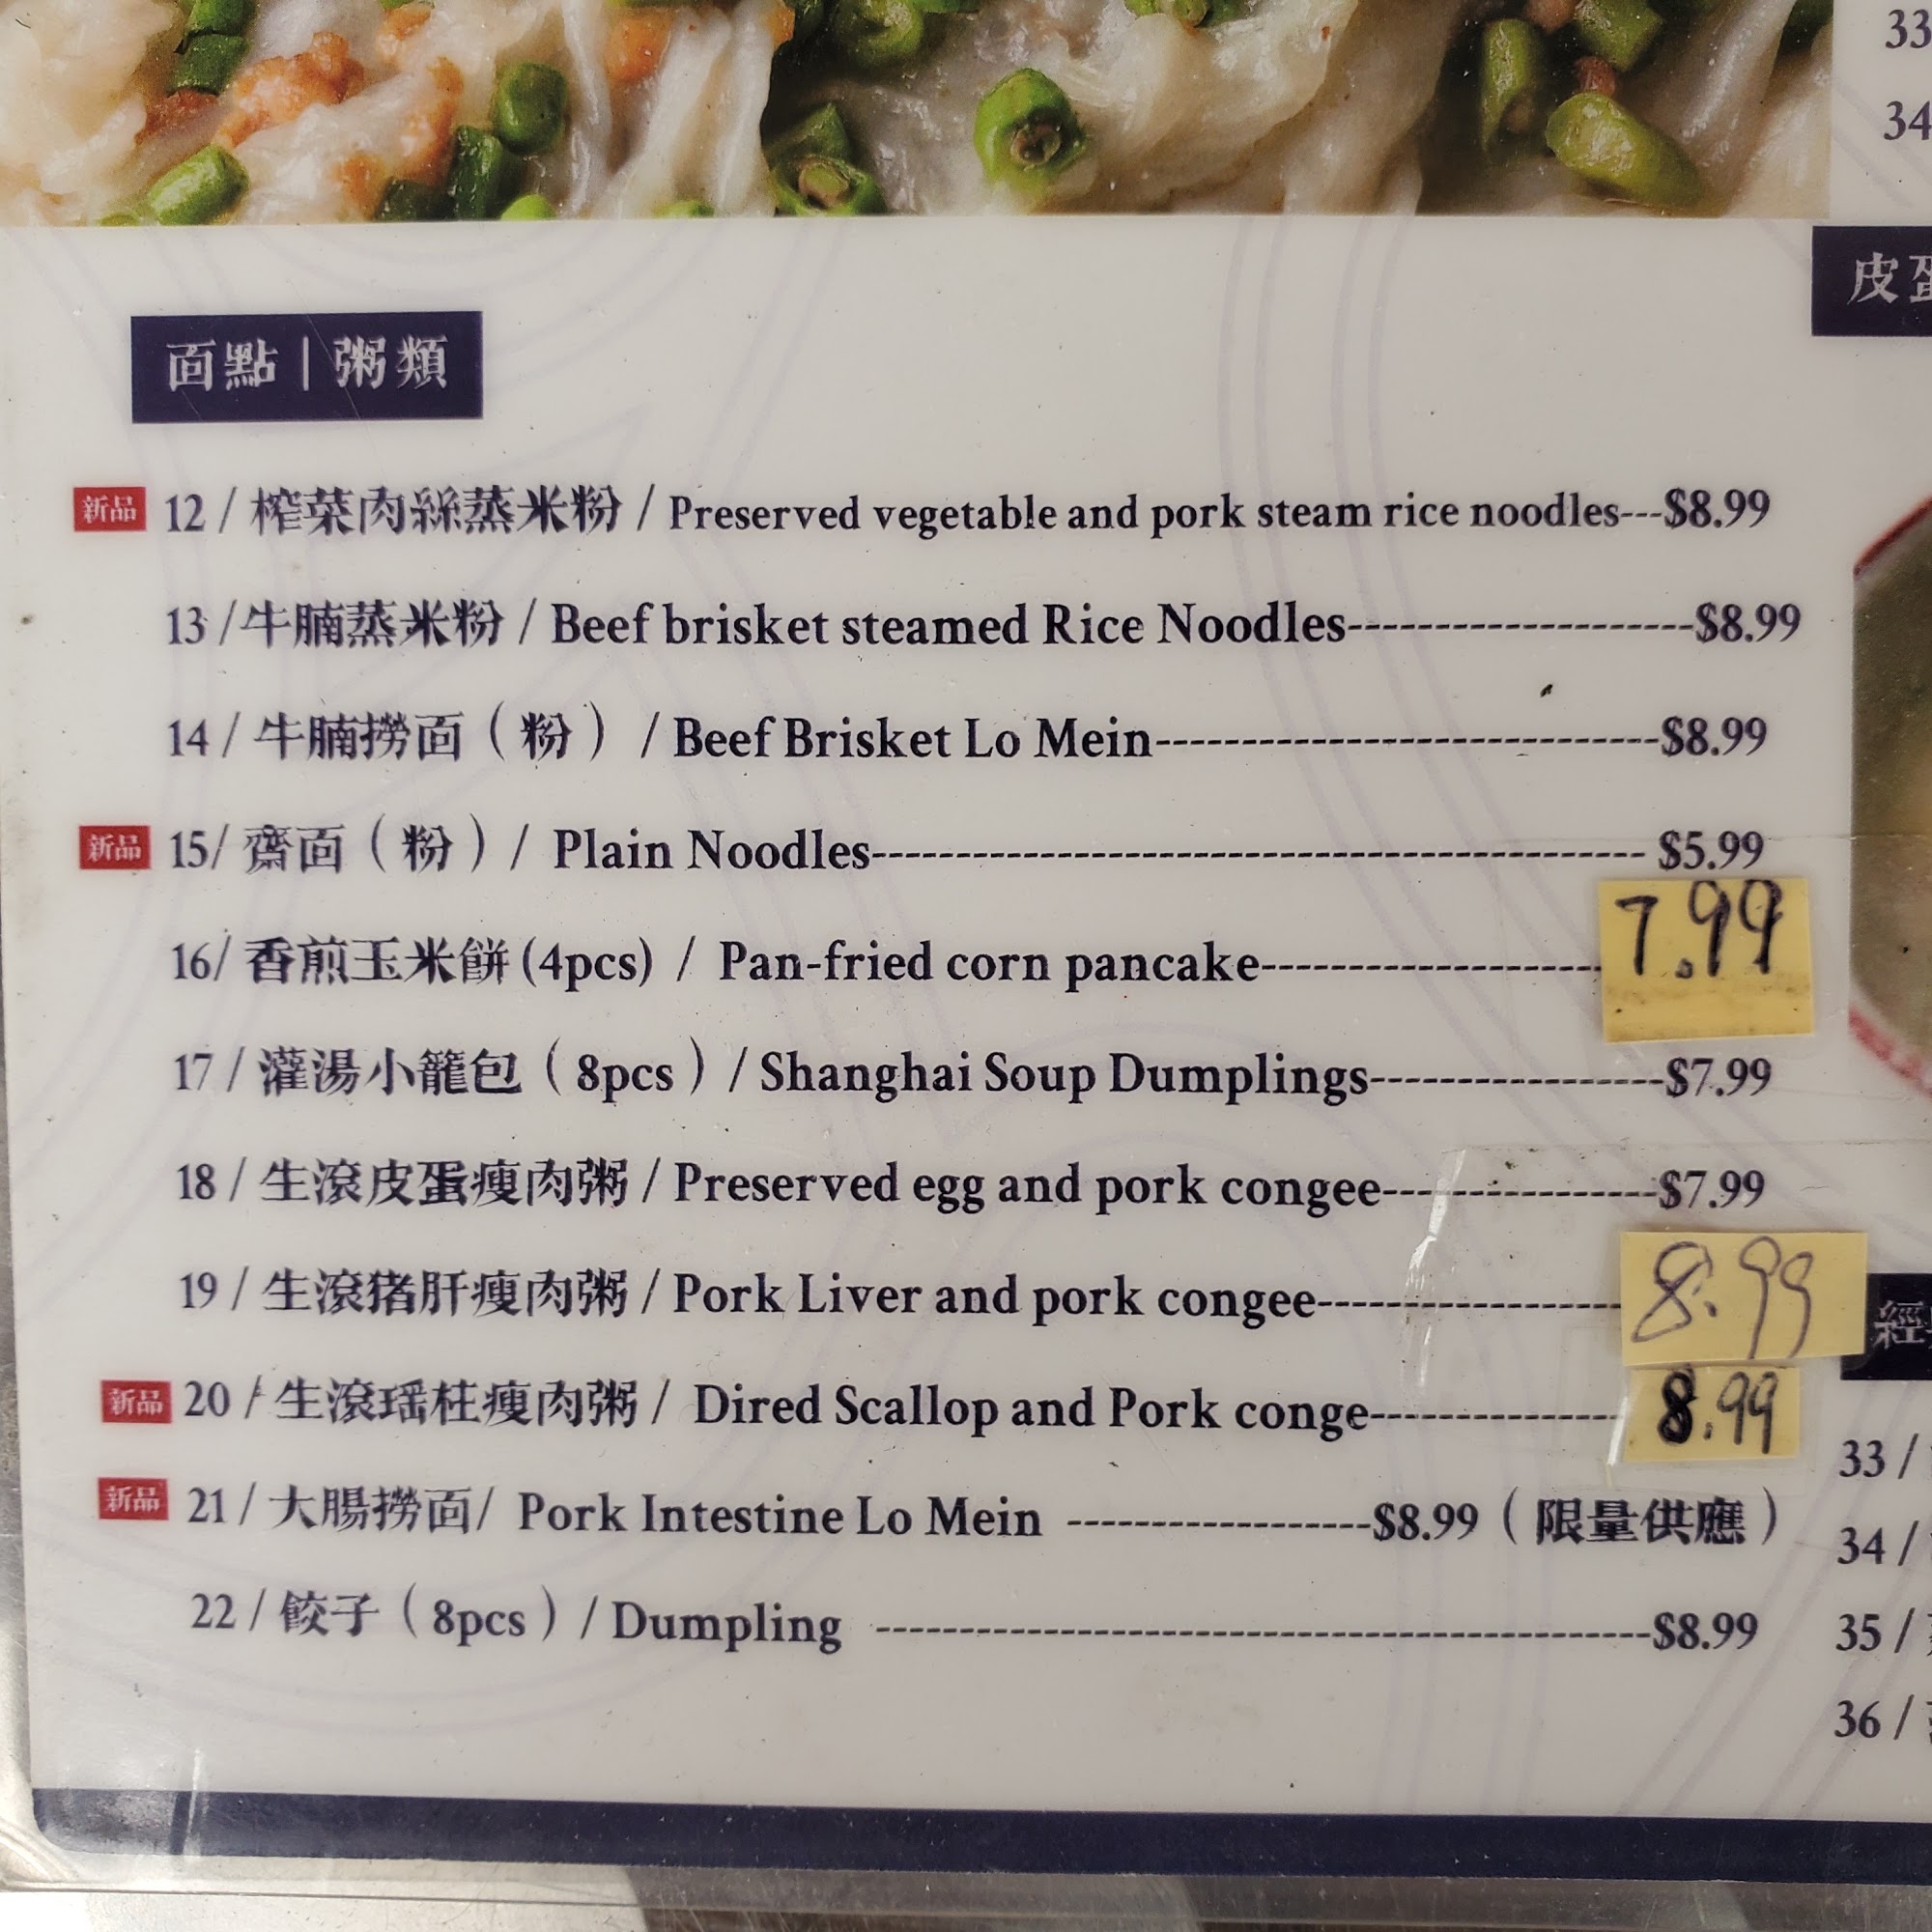 33
34
皮蛋
面點 | 粥類
新品 12 / 榨菜肉絲蒸米粉 / Preserved vegetable and pork steam rice noodles---$8.99
13 /牛腩蒸米粉 / Beef brisket steamed Rice Noodles--------------------$8.99
14 / 牛腩撈面（粉） / Beef Brisket Lo Mein------------------------------$8.99
新品 15/ 齋面（粉）/ Plain Noodles---------------------------------------------- $5.99
16/ 香煎玉米餅(4pcs) / Pan-fried corn pancake-------------------- 7.99
17 / 灌湯小籠包（8pcs）/ Shanghai Soup Dumplings-----------------$7.99
18 / 生滾皮蛋瘦肉粥 / Preserved egg and pork congee----------------$7.99
19 / 生滾猪肝瘦肉粥 / Pork Liver and pork congee------------------ 8.99
新品 20 / 生滾瑶柱瘦肉粥 / Dired Scallop and Pork conge--------------- 8.99
新品 21 / 大腸撈面/ Pork Intestine Lo Mein ------------------$8.99（限量供應）
22 / 餃子（8pcs）/ Dumpling ----------------------------------------------$8.99
經
33 /
34 /
35 /
36 /